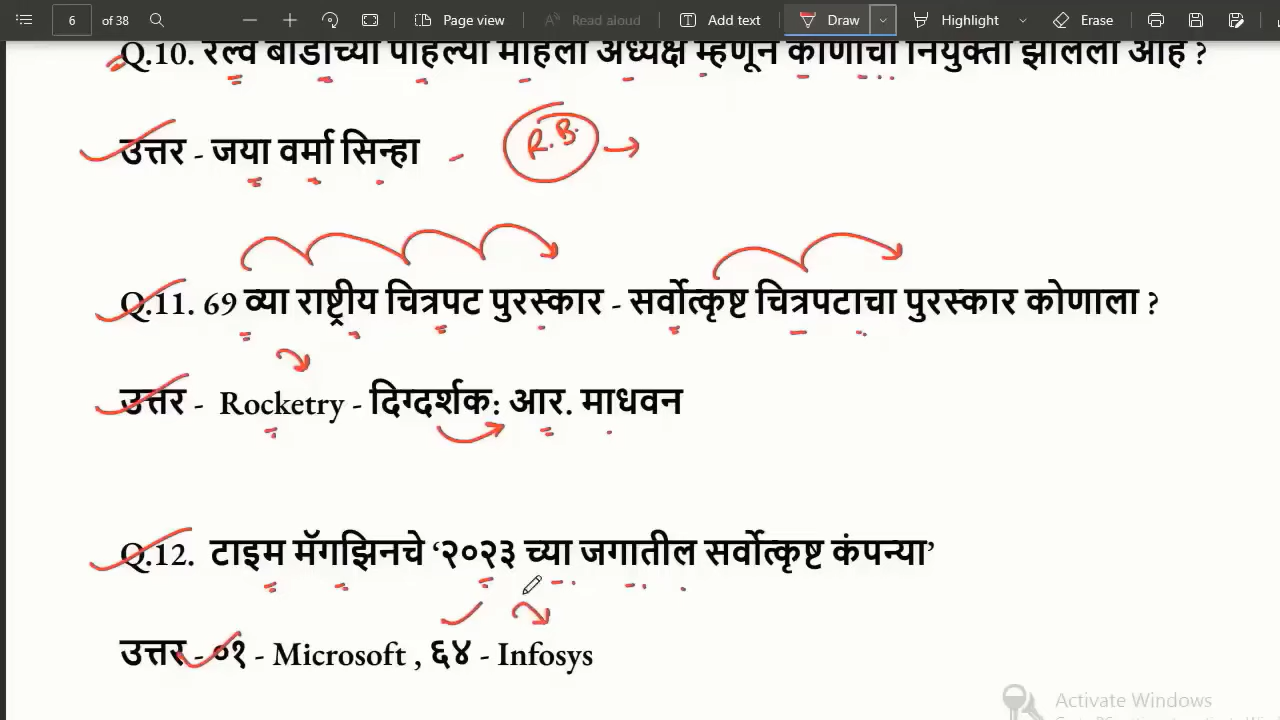 6 of 38 Page view Read aloud Add text Draw Highlight Erase
Q.10. रेल्वे बोर्डाच्या पहिल्या महिला अध्यक्ष म्हणून कोणाची नियुक्ती झालेली आहे ?
उत्तर - जया वर्मा सिन्हा - R.B.
Q.11. 69 व्या राष्ट्रीय चित्रपट पुरस्कार - सर्वोत्कृष्ट चित्रपटाचा पुरस्कार कोणाला ?
उत्तर - Rocketry - दिग्दर्शक: आर. माधवन
Q.12. टाइम मॅगझिनचे ‘२०२३ च्या जगातील सर्वोत्कृष्ट कंपन्या’
उत्तर - ०१ - Microsoft , ६४ - Infosys
Activate Windows